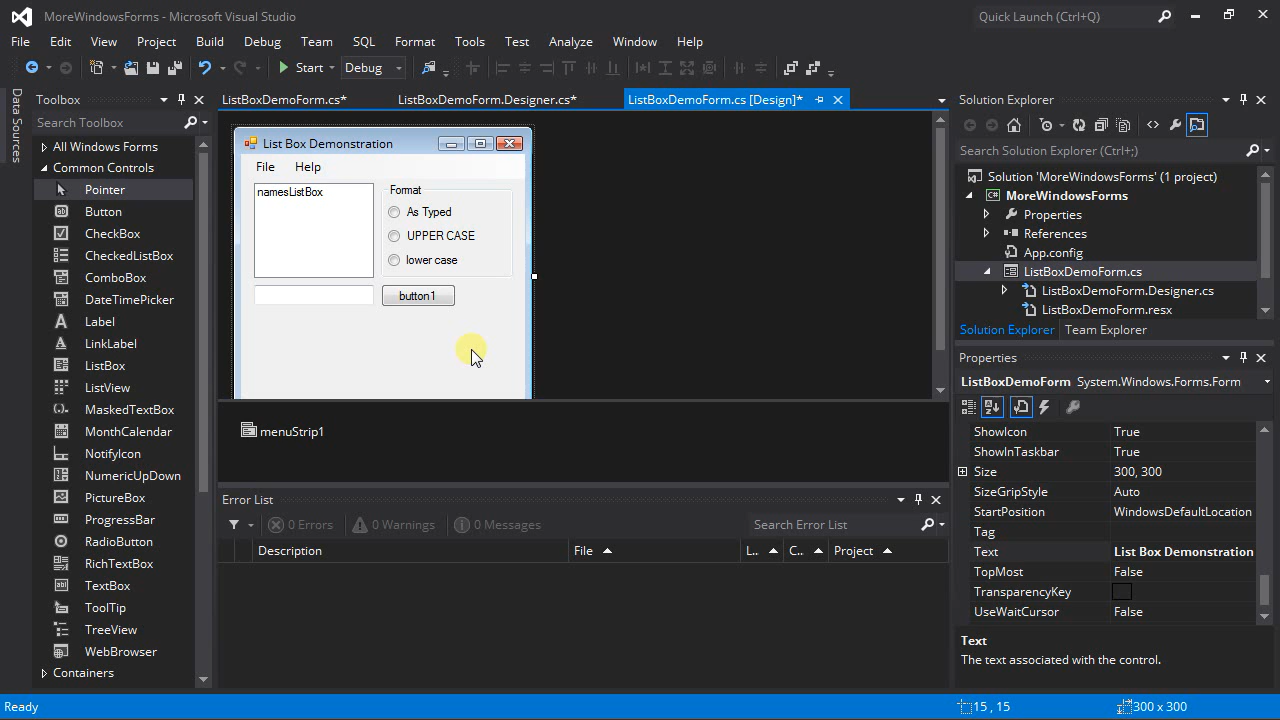 MoreWindowsForms - Microsoft Visual Studio
Quick Launch (Ctrl+Q)
File Edit View Project Build Debug Team SQL Format Tools Test Analyze Window Help
Start Debug
Data Sources
Toolbox
Search Toolbox
All Windows Forms
Common Controls
Pointer
Button
CheckBox
CheckedListBox
ComboBox
DateTimePicker
Label
LinkLabel
ListBox
ListView
MaskedTextBox
MonthCalendar
NotifyIcon
NumericUpDown
PictureBox
ProgressBar
RadioButton
RichTextBox
TextBox
ToolTip
TreeView
WebBrowser
Containers
ListBoxDemoForm.cs* ListBoxDemoForm.Designer.cs* ListBoxDemoForm.cs [Design]*
List Box Demonstration
File Help
namesListBox
Format
As Typed
UPPER CASE
lower case
button1
menuStrip1
Error List
0 Errors 0 Warnings 0 Messages Search Error List
Description File L.. C.. Project
Solution Explorer
Search Solution Explorer (Ctrl+;)
Solution 'MoreWindowsForms' (1 project)
MoreWindowsForms
Properties
References
App.config
ListBoxDemoForm.cs
ListBoxDemoForm.Designer.cs
ListBoxDemoForm.resx
Solution Explorer Team Explorer
Properties
ListBoxDemoForm System.Windows.Forms.Form
ShowIcon True
ShowInTaskbar True
Size 300, 300
SizeGripStyle Auto
StartPosition WindowsDefaultLocation
Tag
Text List Box Demonstration
TopMost False
TransparencyKey
UseWaitCursor False
Text
The text associated with the control.
Ready 15 , 15 300 x 300